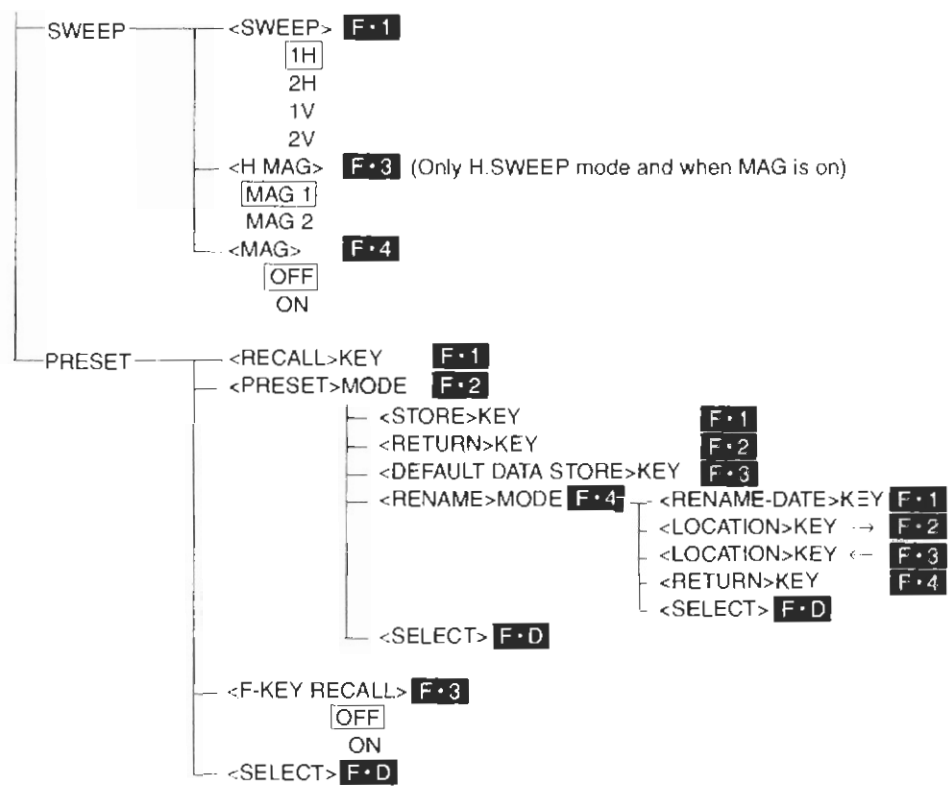 SWEEP <SWEEP> F·1
1H
2H
1V
2V
<H MAG> F·3 (Only H.SWEEP mode and when MAG is on)
MAG 1
MAG 2
<MAG> F·4
OFF
ON
PRESET <RECALL>KEY F·1
<PRESET>MODE F·2
<STORE>KEY F·1
<RETURN>KEY F·2
<DEFAULT DATA STORE>KEY F·3
<RENAME>MODE F·4 <RENAME-DATE>KEY F·1
<LOCATION>KEY → F·2
<LOCATION>KEY ← F·3
<RETURN>KEY F·4
<SELECT> F·D
<SELECT> F·D
<F-KEY RECALL> F·3
OFF
ON
<SELECT> F·D